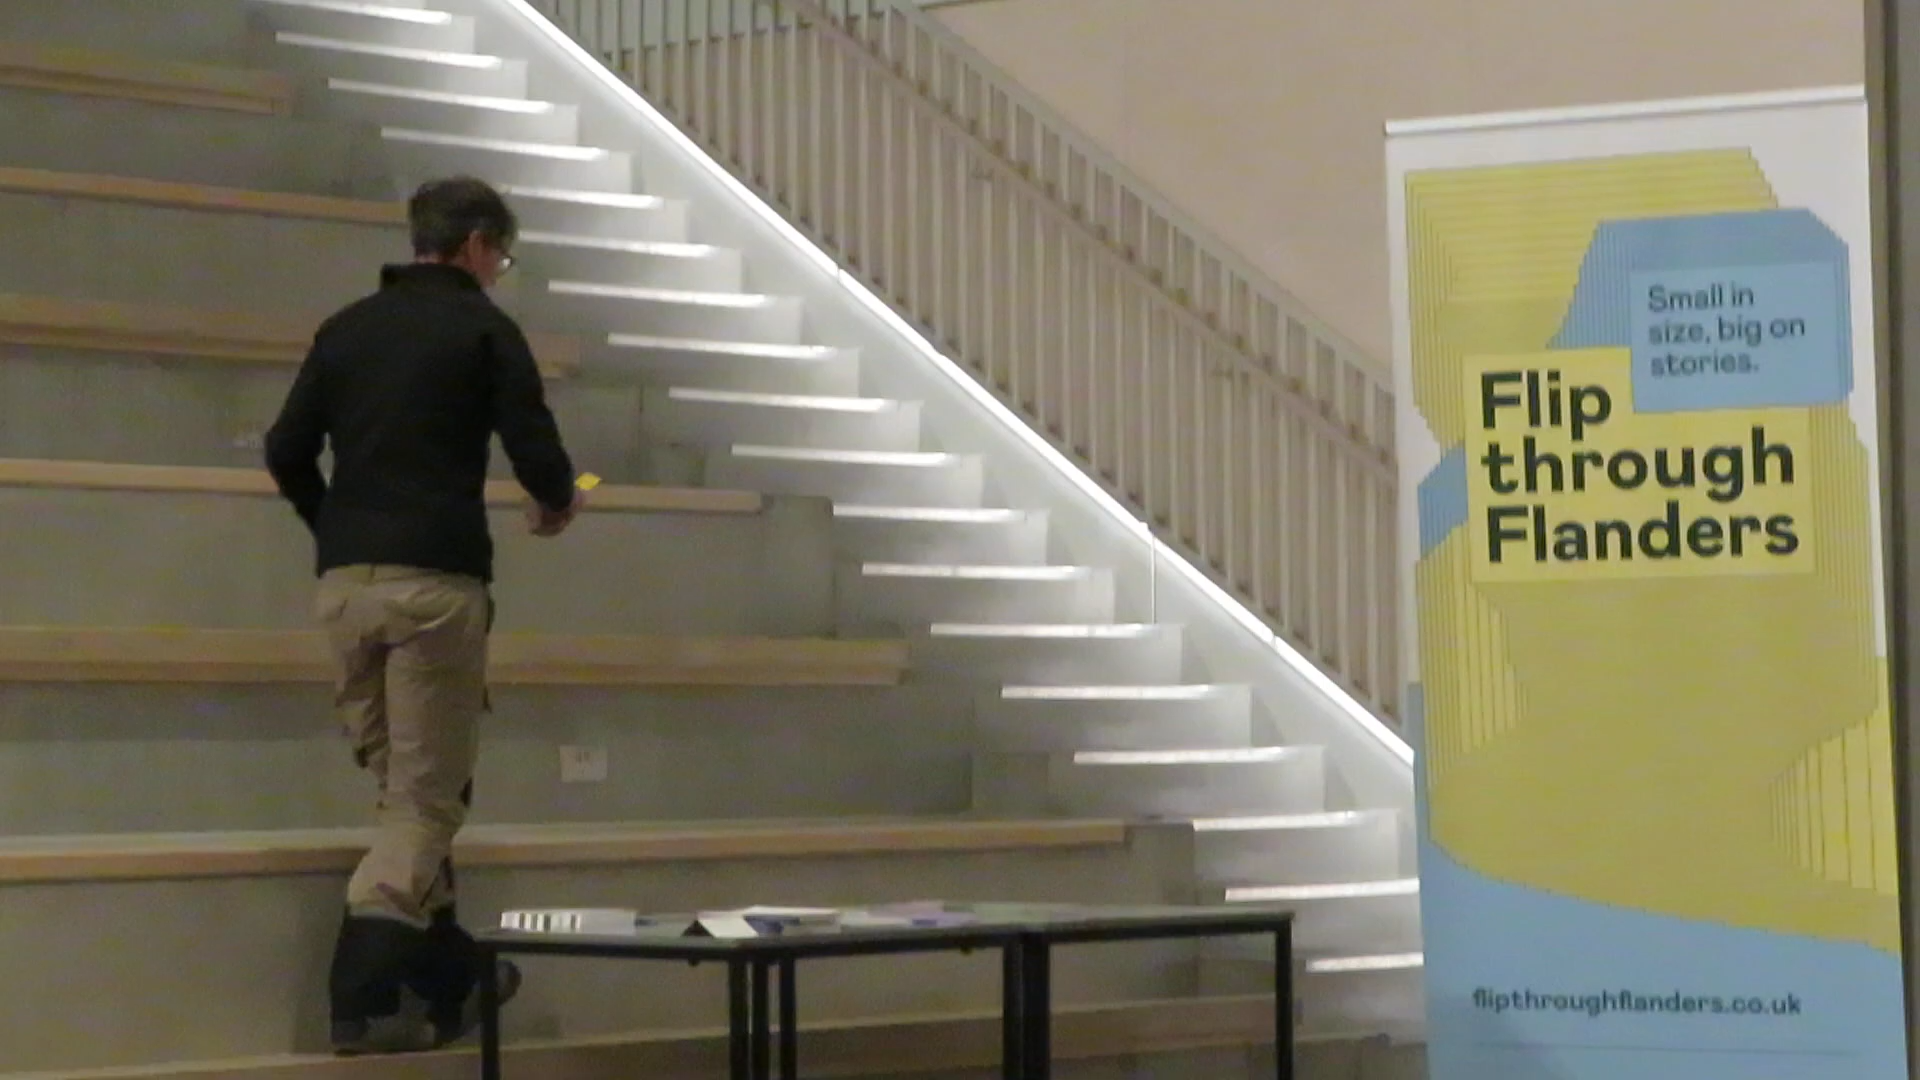 Small in
size, big on
stories.
Flip
through
Flanders
flipthroughflanders.co.uk